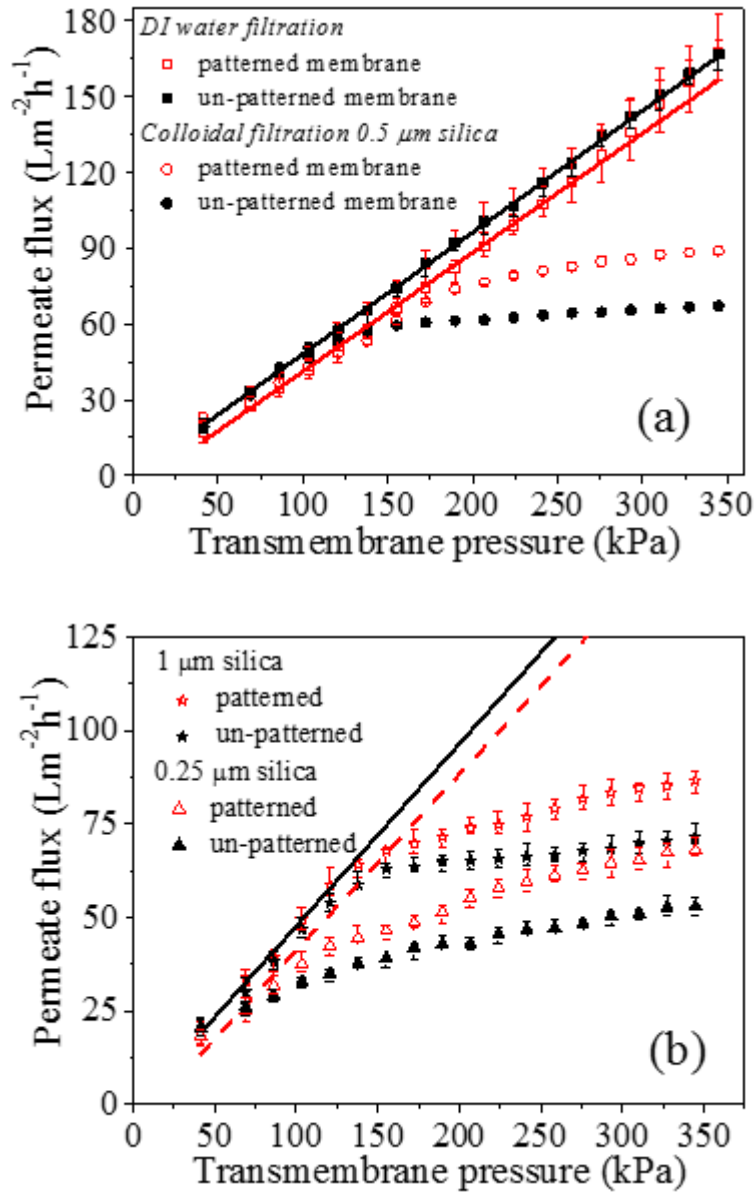 180
150
120
90
60
30
0
Permeate flux (Lm⁻²h⁻¹)
DI water filtration
patterned membrane
un-patterned membrane
Colloidal filtration 0.5 μm silica
patterned membrane
un-patterned membrane
(a)
0 50 100 150 200 250 300 350
Transmembrane pressure (kPa)
125
100
75
50
25
0
Permeate flux (Lm⁻²h⁻¹)
1 μm silica
patterned
un-patterned
0.25 μm silica
patterned
un-patterned
(b)
0 50 100 150 200 250 300 350
Transmembrane pressure (kPa)